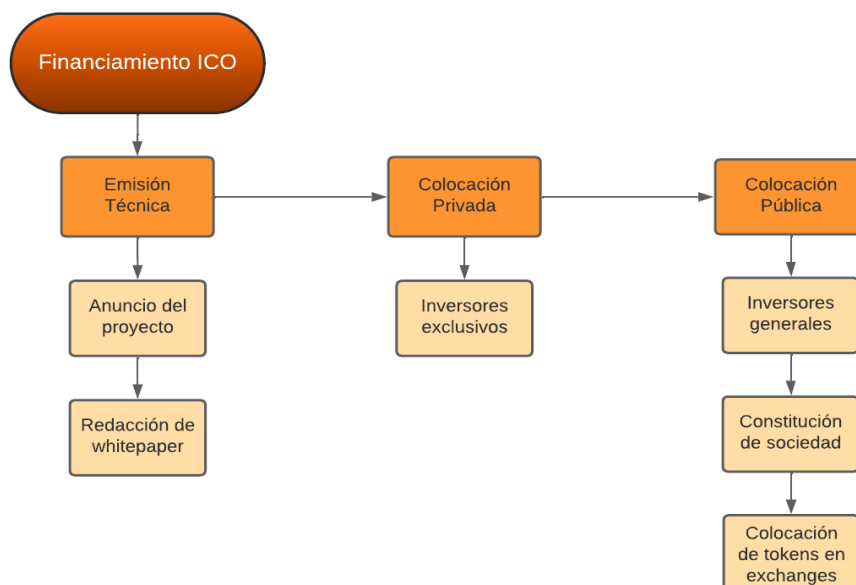 Financiamiento ICO
Emisión
Técnica
Colocación
Privada
Colocación
Pública
Anuncio del
proyecto
Inversores
exclusivos
Inversores
generales
Redacción de
whitepaper
Constitución
de sociedad
Colocación
de tokens en
exchanges